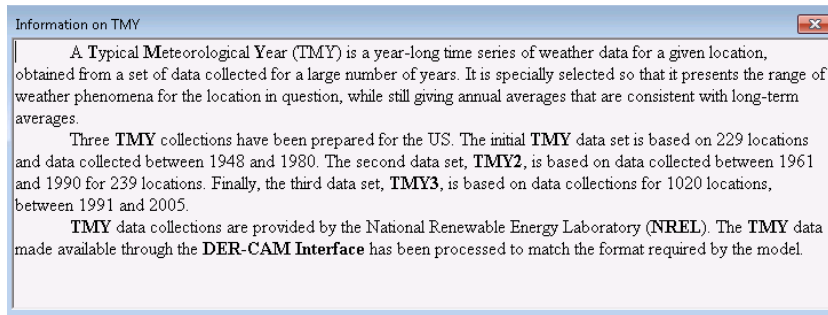 Information on TMY
A Typical Meteorological Year (TMY) is a year-long time series of weather data for a given location,
obtained from a set of data collected for a large number of years. It is specially selected so that it presents the range of
weather phenomena for the location in question, while still giving annual averages that are consistent with long-term
averages.
Three TMY collections have been prepared for the US. The initial TMY data set is based on 229 locations
and data collected between 1948 and 1980. The second data set, TMY2, is based on data collected between 1961
and 1990 for 239 locations. Finally, the third data set, TMY3, is based on data collections for 1020 locations,
between 1991 and 2005.
TMY data collections are provided by the National Renewable Energy Laboratory (NREL). The TMY data
made available through the DER-CAM Interface has been processed to match the format required by the model.